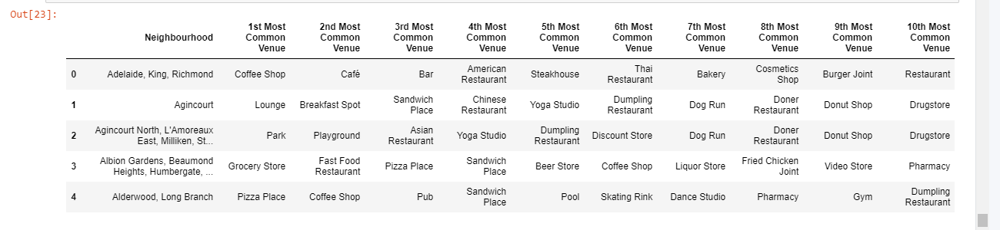 Out[23]:
Neighbourhood 1st Most Common Venue 2nd Most Common Venue 3rd Most Common Venue 4th Most Common Venue 5th Most Common Venue 6th Most Common Venue 7th Most Common Venue 8th Most Common Venue 9th Most Common Venue 10th Most Common Venue
0 Adelaide, King, Richmond Coffee Shop Café Bar American Restaurant Steakhouse Thai Restaurant Bakery Cosmetics Shop Burger Joint Restaurant
1 Agincourt Lounge Breakfast Spot Sandwich Place Chinese Restaurant Yoga Studio Dumpling Restaurant Dog Run Doner Restaurant Donut Shop Drugstore
2 Agincourt North, L'Amoreaux East, Milliken, St... Park Playground Asian Restaurant Yoga Studio Dumpling Restaurant Discount Store Dog Run Doner Restaurant Donut Shop Drugstore
3 Albion Gardens, Beaumond Heights, Humbergate, ... Grocery Store Fast Food Restaurant Pizza Place Sandwich Place Beer Store Coffee Shop Liquor Store Fried Chicken Joint Video Store Pharmacy
4 Alderwood, Long Branch Pizza Place Coffee Shop Pub Sandwich Place Pool Skating Rink Dance Studio Pharmacy Gym Dumpling Restaurant